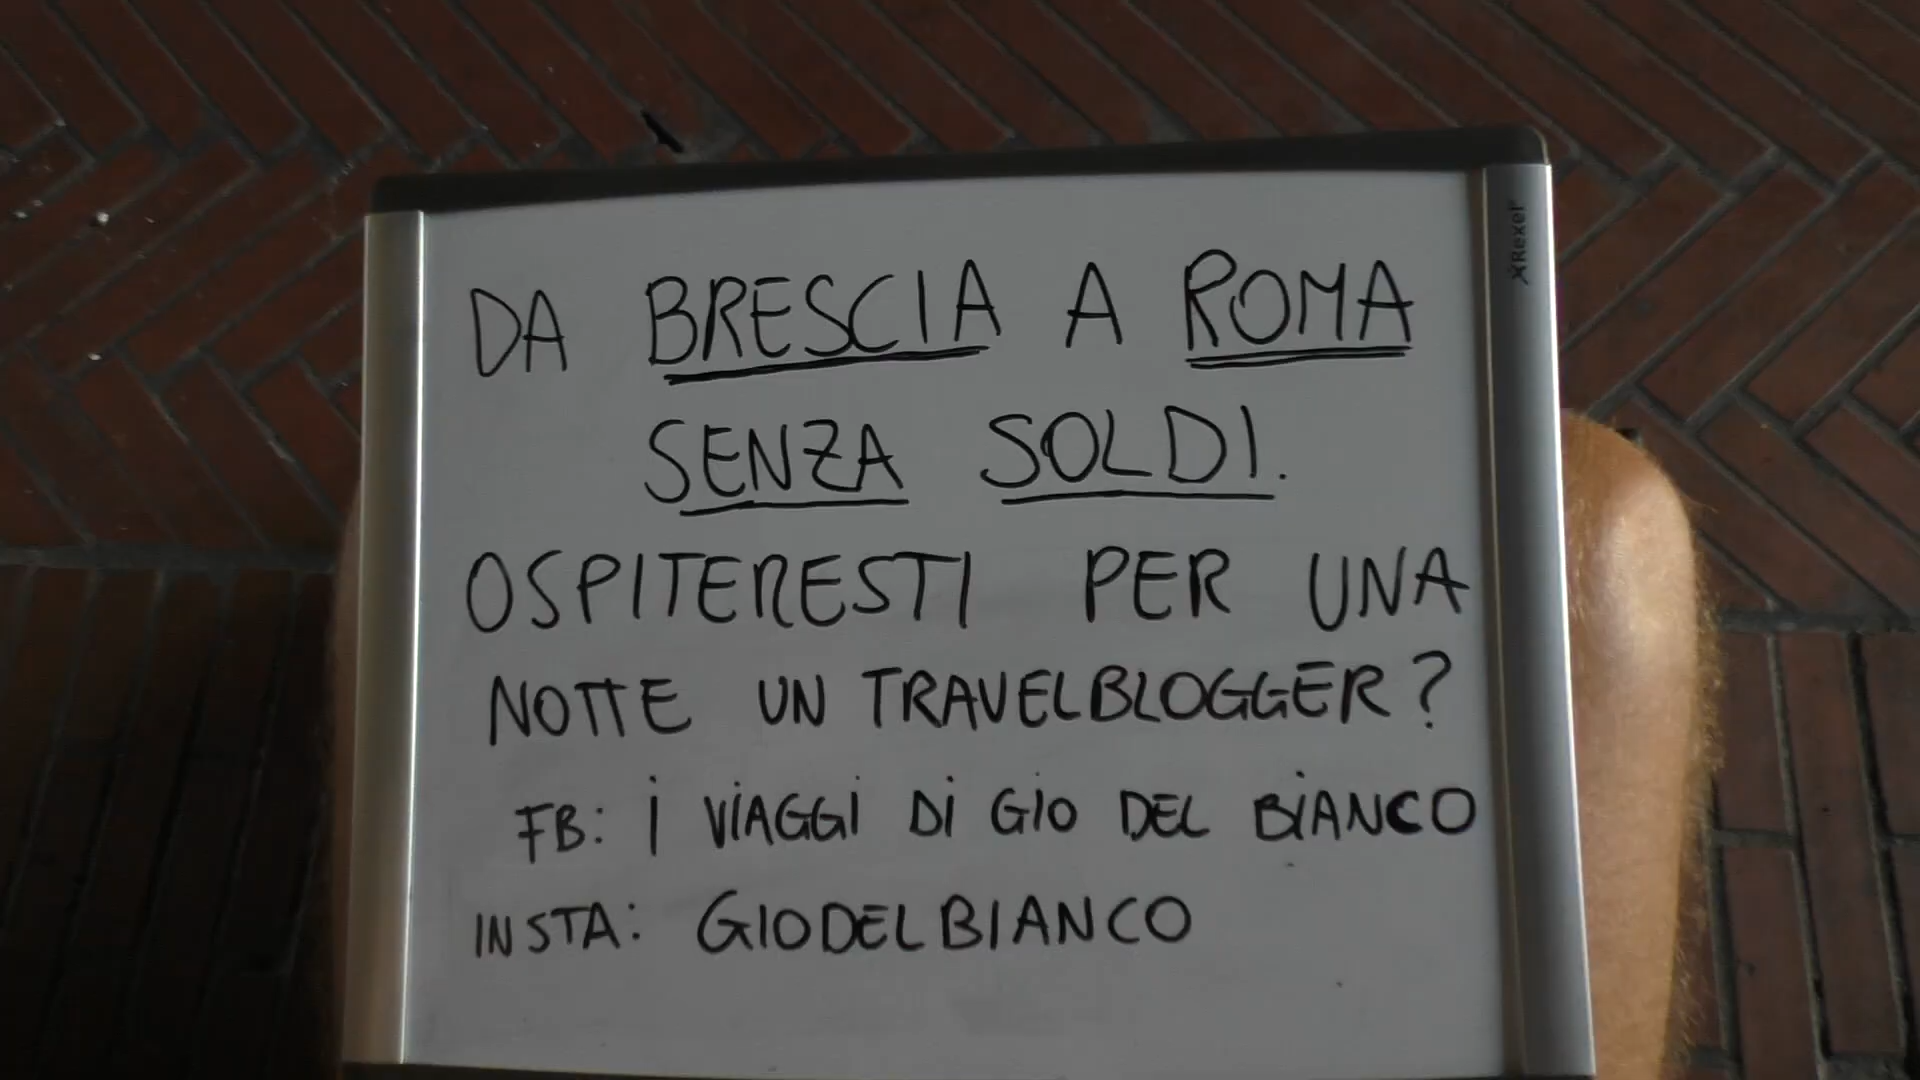 DA BRESCIA A ROMA
SENZA SOLDI.
OSPITERESTI PER UNA
NOTTE UN TRAVELBLOGGER?
FB: I VIAGGI DI GIO DEL BIANCO
INSTA: GIODELBIANCO
Rexel